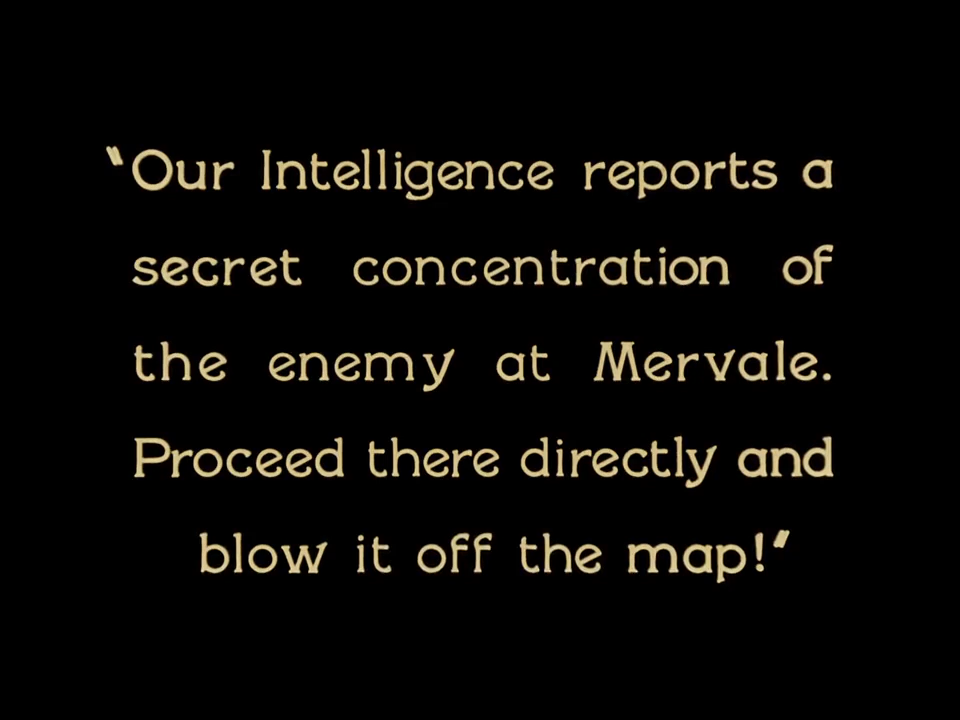 “Our Intelligence reports a
secret concentration of
the enemy at Mervale.
Proceed there directly and
blow it off the map!”